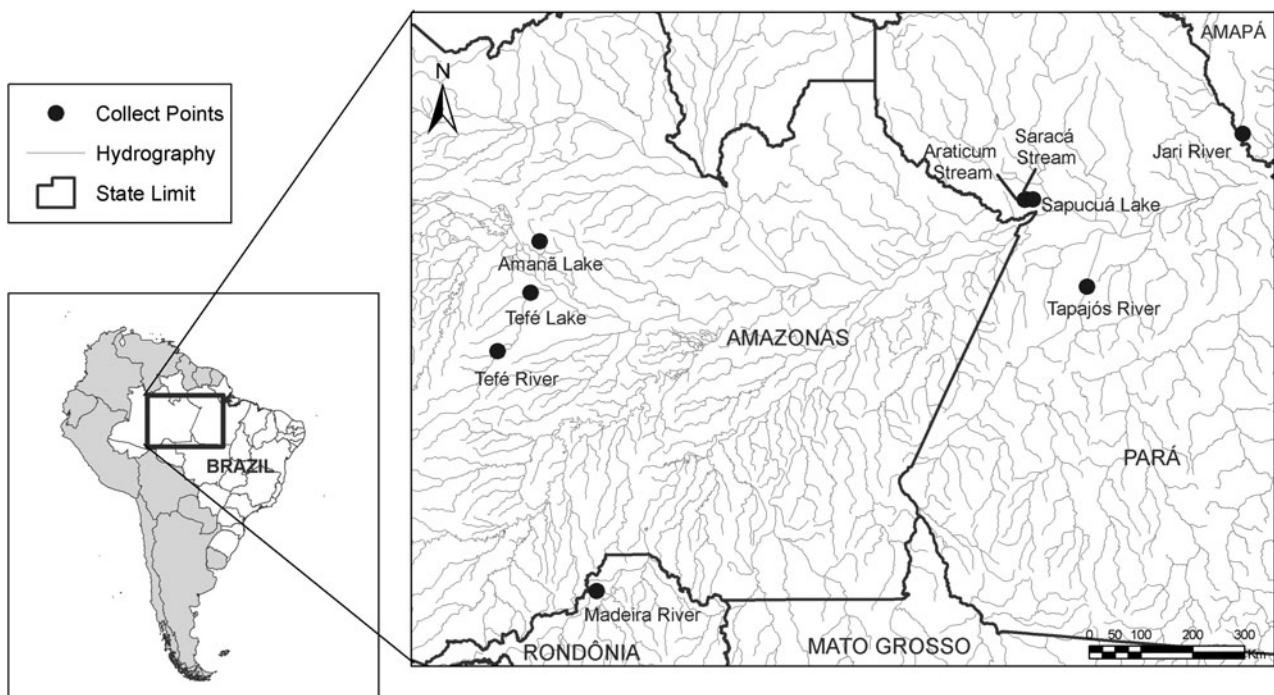 Collect Points
Hydrography
State Limit
BRAZIL
N
AMAPÁ
Saracá
Stream
Araticum
Stream
Jari River
Sapucuá Lake
Amanã Lake
Tefé Lake
Tapajós River
AMAZONAS
Tefé River
PARÁ
Madeira River
RONDÔNIA
MATO GROSSO
0 50 100 200 300
Km